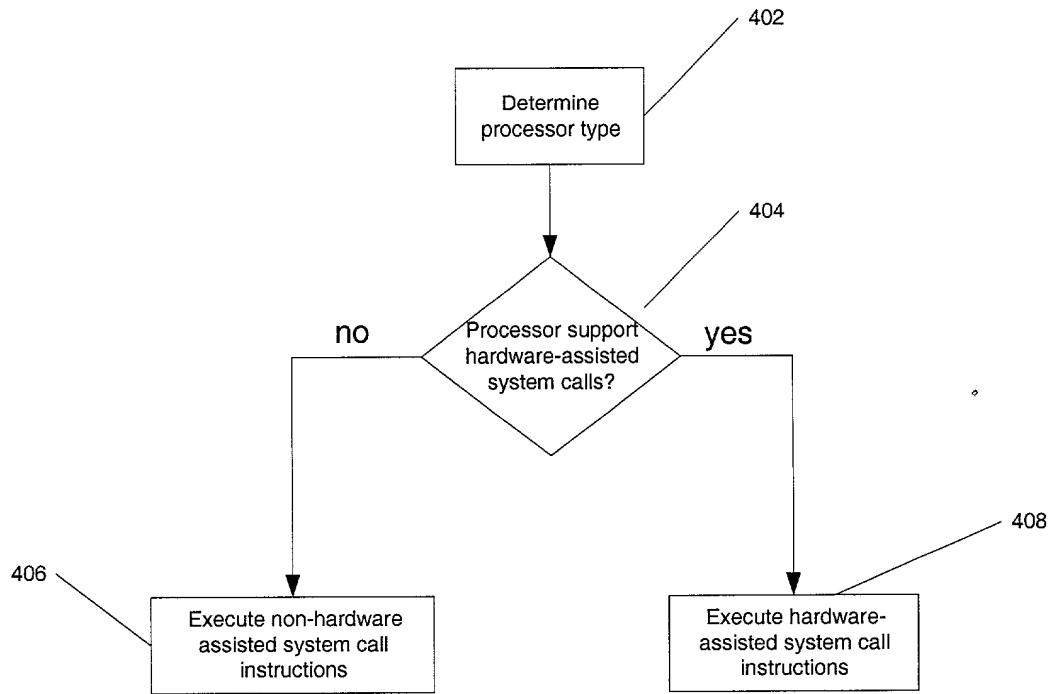 402
Determine
processor type
404
no
Processor support
hardware-assisted
system calls?
yes
408
406
Execute non-hardware
assisted system call
instructions
Execute hardware-
assisted system call
instructions